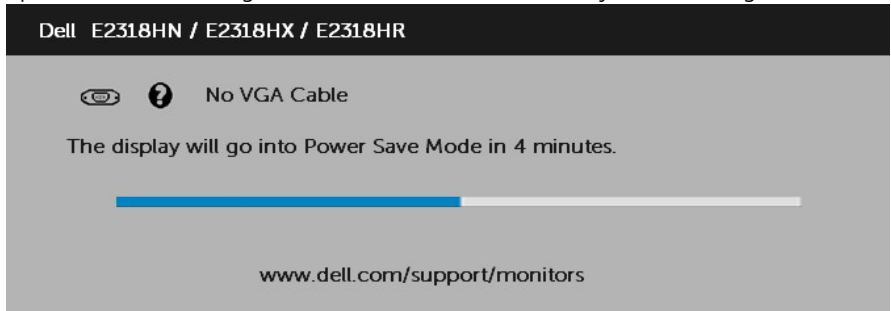 Dell E2318HN / E2318HX / E2318HR
No VGA Cable
The display will go into Power Save Mode in 4 minutes.
www.dell.com/support/monitors